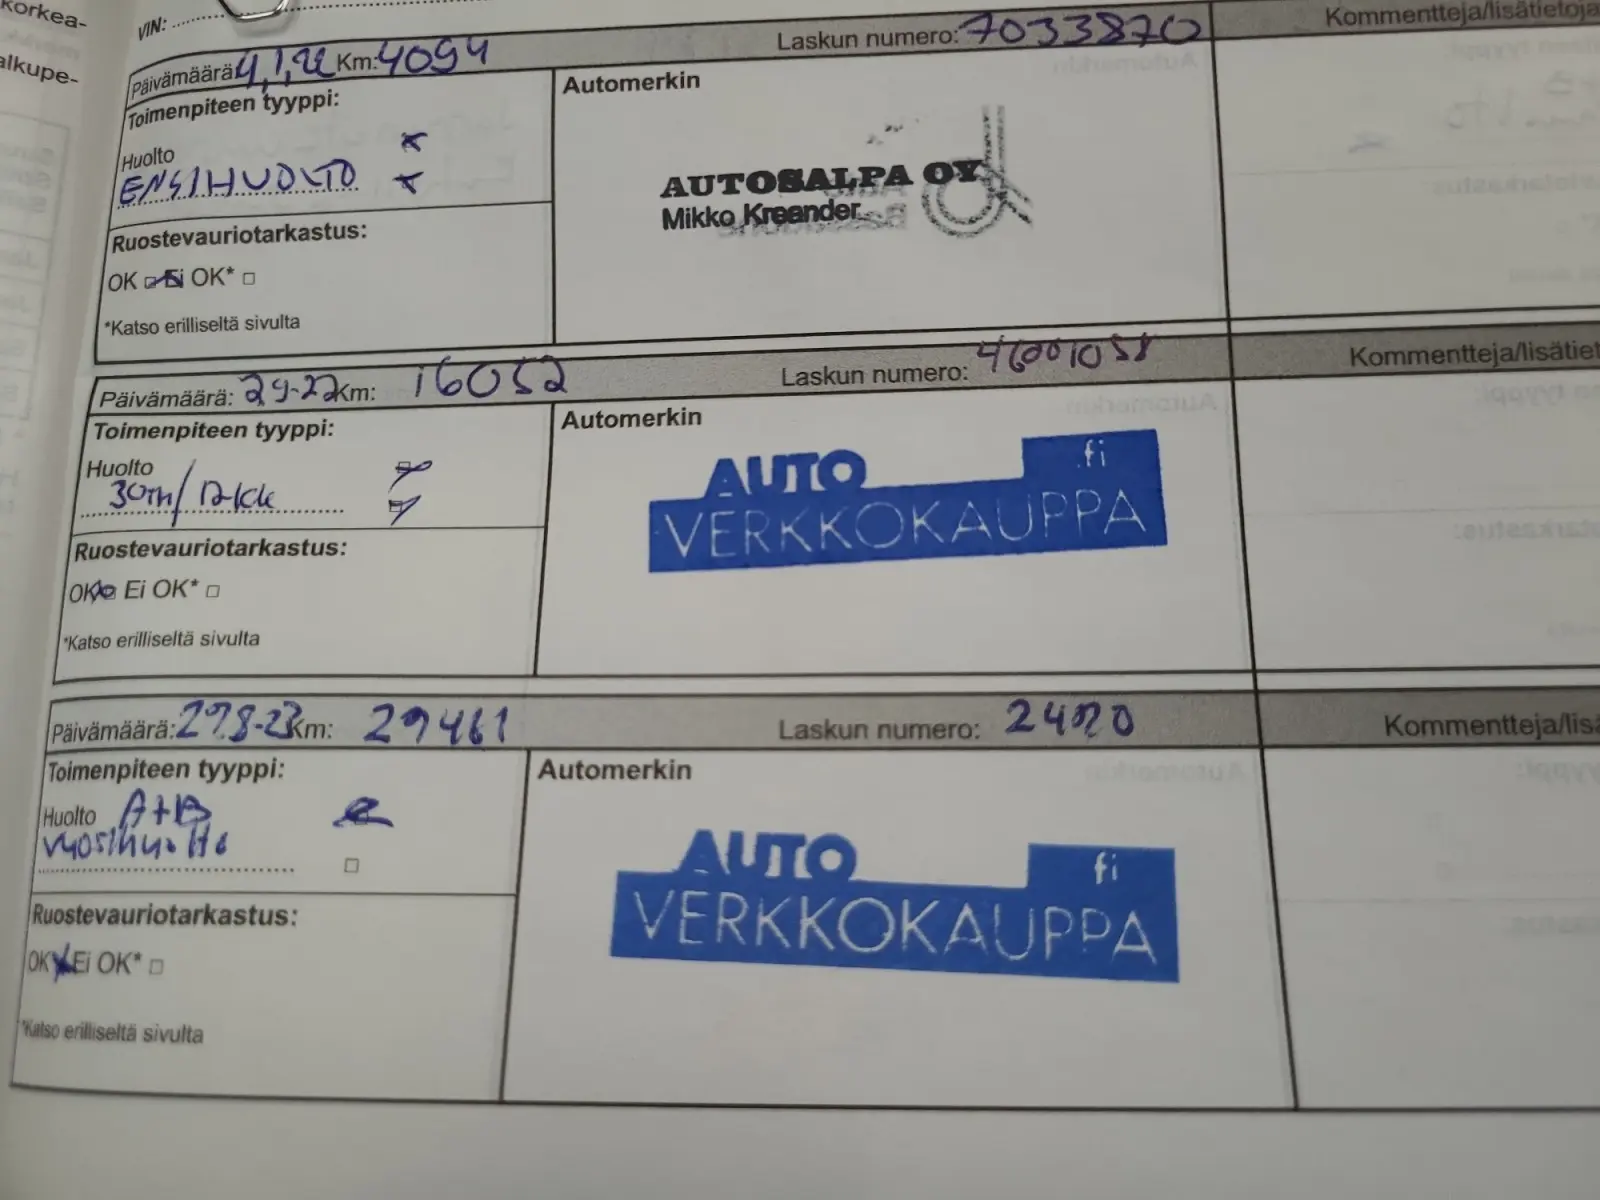 korkea-
alkupe-
VIN:
Päivämäärä: 4.1.22 Km: 4094 Laskun numero: 7033870 Kommentteja/lisätietoja
Toimenpiteen tyyppi: Automerkin
Huolto
ENSIHUOLTO
AUTOSALPA OY
Mikko Kreander
Ruostevauriotarkastus:
OK Ei OK*
*Katso erilliseltä sivulta
Päivämäärä: 29-22 Km: 16052 Laskun numero: Kommentteja/lisätiet
Toimenpiteen tyyppi: Automerkin
Huolto
30tn/12kk
AUTO .fi
VERKKOKAUPPA
Ruostevauriotarkastus:
OK Ei OK*
*Katso erilliseltä sivulta
Päivämäärä: 29.8-23 Km: 29461 Laskun numero: Kommentteja/lisä
Toimenpiteen tyyppi: Automerkin
Huolto A+B
vuosihuolto
AUTO fi
VERKKOKAUPPA
Ruostevauriotarkastus:
OK Ei OK*
*Katso erilliseltä sivulta